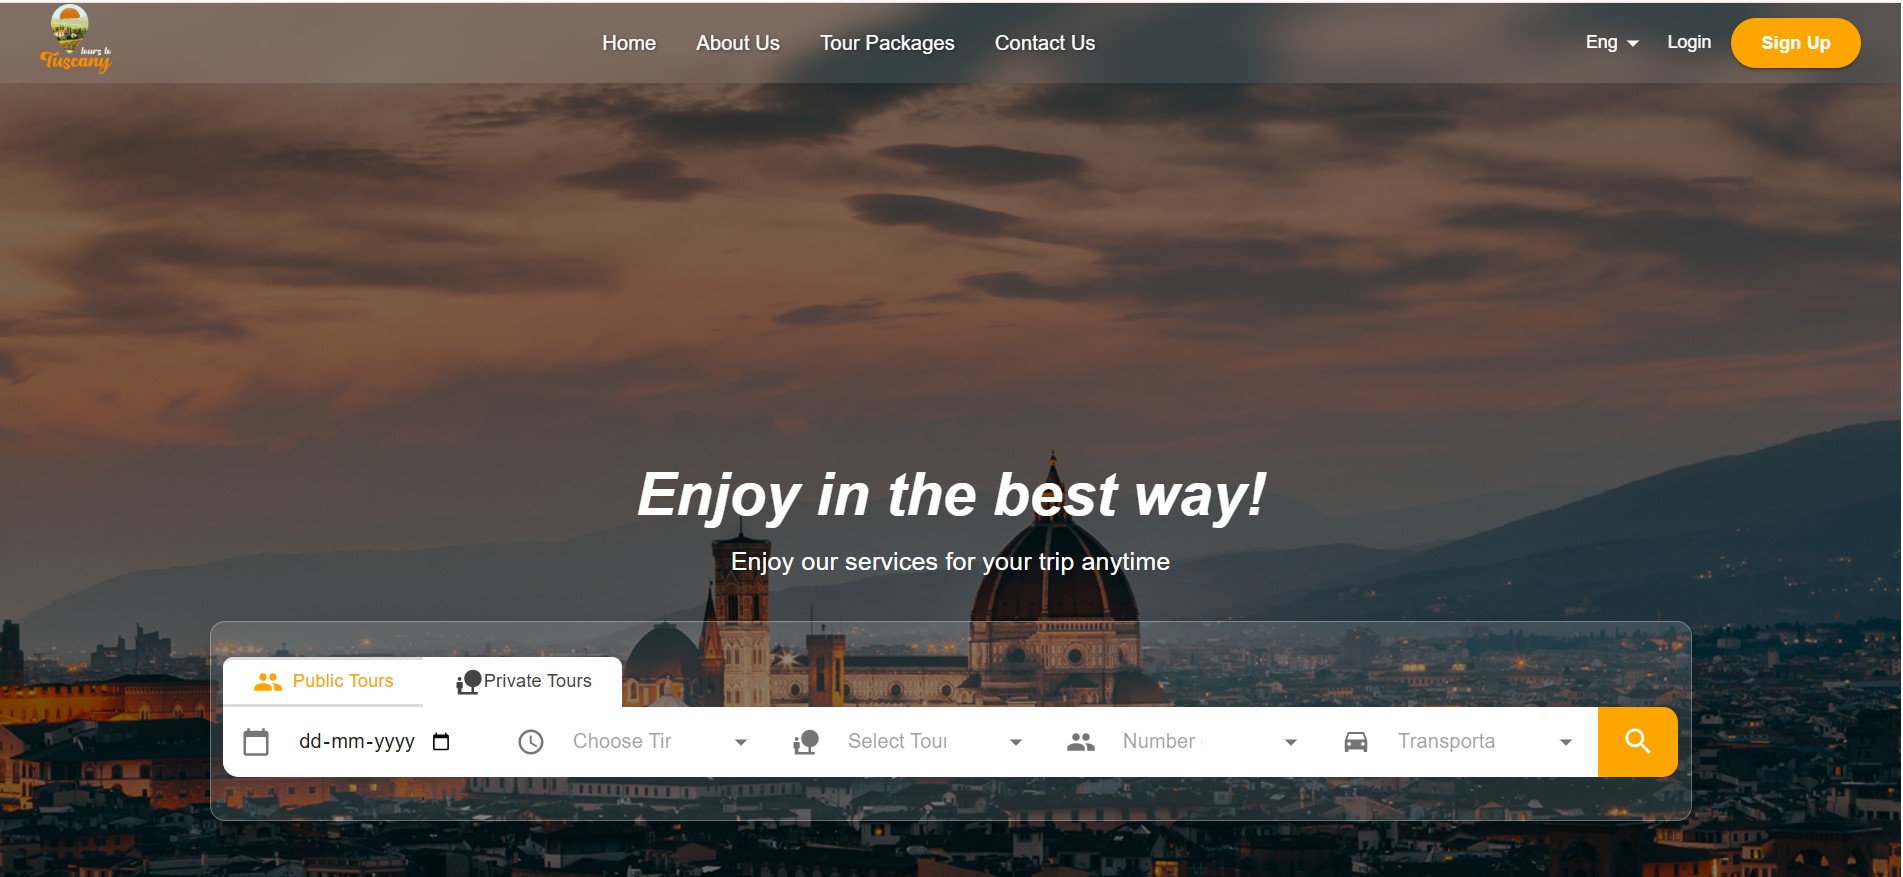 tours to
Tuscany
Home
About Us
Tour Packages
Contact Us
Eng
Login
Sign Up
Enjoy in the best way!
Enjoy our services for your trip anytime
Public Tours
Private Tours
dd-mm-yyyy
Choose Tir
Select Tour
Number
Transporta